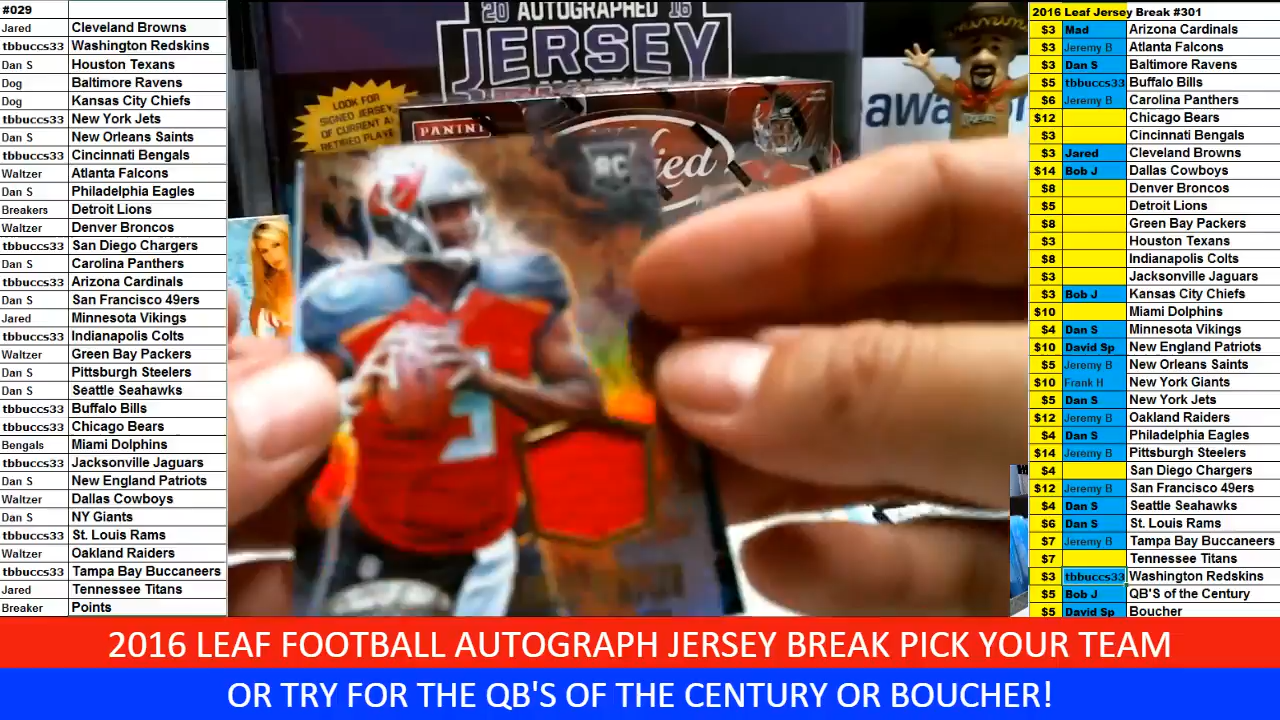 #029
Jared Cleveland Browns
tbbuccs33 Washington Redskins
Dan S Houston Texans
Dog Baltimore Ravens
Dog Kansas City Chiefs
tbbuccs33 New York Jets
Dan S New Orleans Saints
tbbuccs33 Cincinnati Bengals
Waltzer Atlanta Falcons
Dan S Philadelphia Eagles
Breakers Detroit Lions
Waltzer Denver Broncos
tbbuccs33 San Diego Chargers
Dan S Carolina Panthers
tbbuccs33 Arizona Cardinals
Dan S San Francisco 49ers
Jared Minnesota Vikings
tbbuccs33 Indianapolis Colts
Waltzer Green Bay Packers
Dan S Pittsburgh Steelers
Dan S Seattle Seahawks
tbbuccs33 Buffalo Bills
tbbuccs33 Chicago Bears
Bengals Miami Dolphins
tbbuccs33 Jacksonville Jaguars
Dan S New England Patriots
Waltzer Dallas Cowboys
Dan S NY Giants
tbbuccs33 St. Louis Rams
Waltzer Oakland Raiders
tbbuccs33 Tampa Bay Buccaneers
Jared Tennessee Titans
Breaker Points
20 AUTOGRAPHED 16
JERSEY
LOOK FOR
SIGNED JERSEY
OF CURRENT A
RETIRED PLAYE
PANINI
ied
RC
3
awa
2016 Leaf Jersey Break #301
$3 Mad Arizona Cardinals
$3 Jeremy B Atlanta Falcons
$3 Dan S Baltimore Ravens
$5 tbbuccs33 Buffalo Bills
$6 Jeremy B Carolina Panthers
$12 Chicago Bears
$3 Cincinnati Bengals
$3 Jared Cleveland Browns
$14 Bob J Dallas Cowboys
$8 Denver Broncos
$5 Detroit Lions
$8 Green Bay Packers
$3 Houston Texans
$8 Indianapolis Colts
$3 Jacksonville Jaguars
$3 Bob J Kansas City Chiefs
$10 Miami Dolphins
$4 Dan S Minnesota Vikings
$10 David Sp New England Patriots
$5 Jeremy B New Orleans Saints
$10 Frank H New York Giants
$5 Dan S New York Jets
$12 Jeremy B Oakland Raiders
$4 Dan S Philadelphia Eagles
$14 Jeremy B Pittsburgh Steelers
$4 San Diego Chargers
$12 Jeremy B San Francisco 49ers
$4 Dan S Seattle Seahawks
$6 Dan S St. Louis Rams
$7 Jeremy B Tampa Bay Buccaneers
$7 Tennessee Titans
$3 tbbuccs33 Washington Redskins
$5 Bob J QB'S of the Century
$5 David Sp Boucher
2016 LEAF FOOTBALL AUTOGRAPH JERSEY BREAK PICK YOUR TEAM
OR TRY FOR THE QB'S OF THE CENTURY OR BOUCHER!